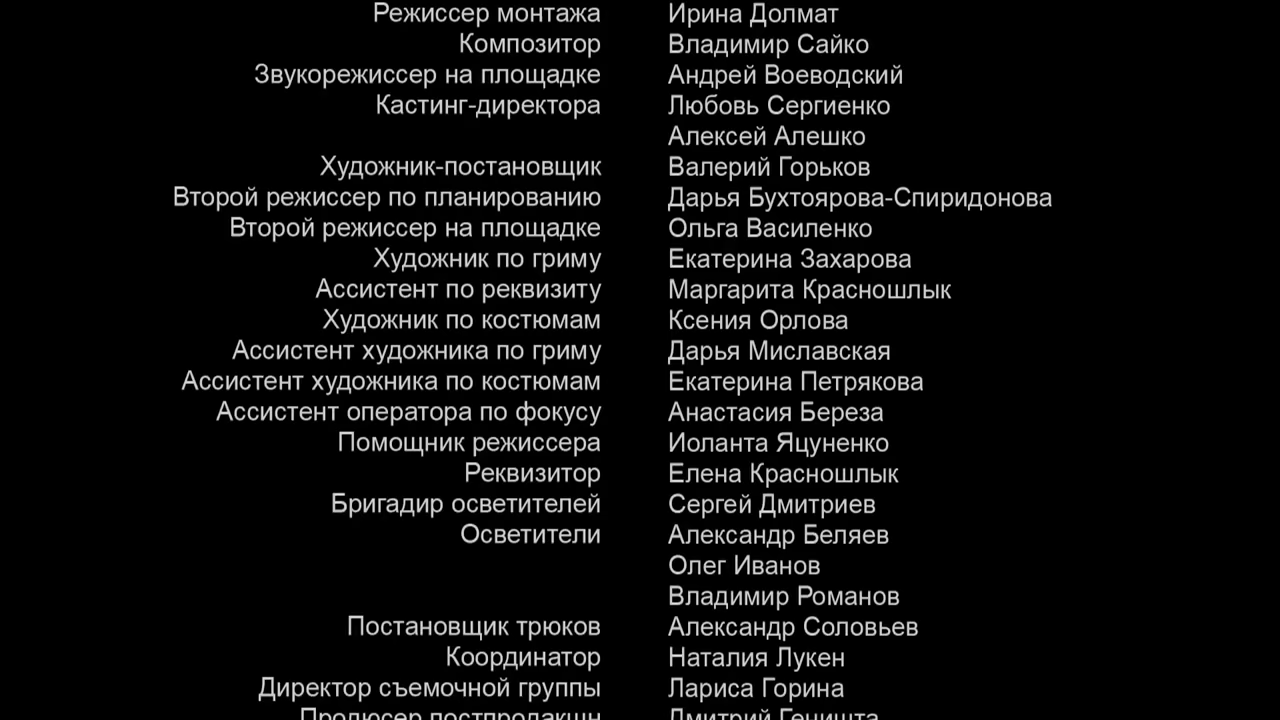 Режиссер монтажа Ирина Долмат
Композитор Владимир Сайко
Звукорежиссер на площадке Андрей Воеводский
Кастинг-директора Любовь Сергиенко
Алексей Алешко
Художник-постановщик Валерий Горьков
Второй режиссер по планированию Дарья Бухтоярова-Спиридонова
Второй режиссер на площадке Ольга Василенко
Художник по гриму Екатерина Захарова
Ассистент по реквизиту Маргарита Красношлык
Художник по костюмам Ксения Орлова
Ассистент художника по гриму Дарья Миславская
Ассистент художника по костюмам Екатерина Петрякова
Ассистент оператора по фокусу Анастасия Береза
Помощник режиссера Иоланта Яцуненко
Реквизитор Елена Красношлык
Бригадир осветителей Сергей Дмитриев
Осветители Александр Беляев
Олег Иванов
Владимир Романов
Постановщик трюков Александр Соловьев
Координатор Наталия Лукен
Директор съемочной группы Лариса Горина
Продюсер постпродакшн Дмитрий Геништа